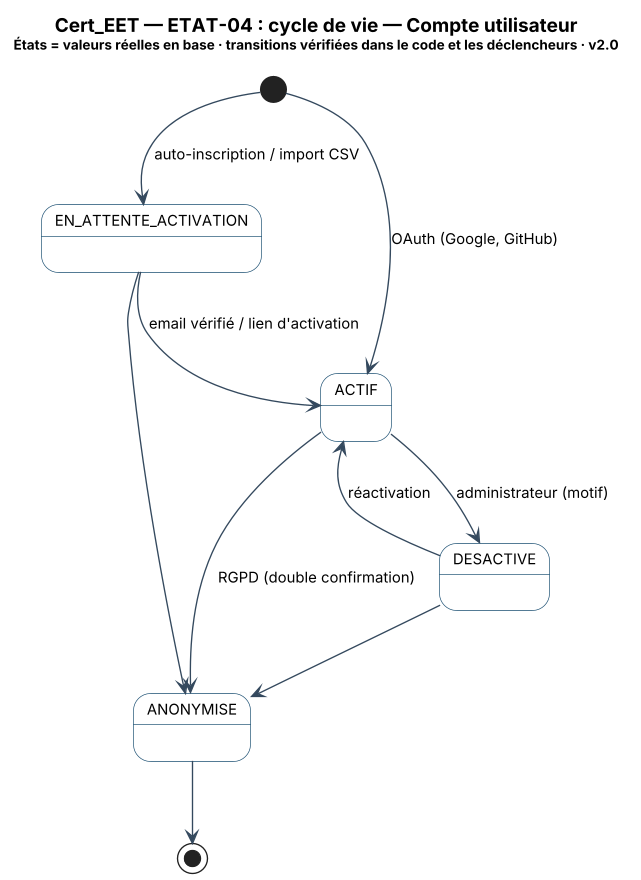 Cert_EET — ETAT-04 : cycle de vie — Compte utilisateur
États = valeurs réelles en base · transitions vérifiées dans le code et les déclencheurs · v2.0
auto-inscription / import CSV
EN_ATTENTE_ACTIVATION
OAuth (Google, GitHub)
email vérifié / lien d'activation
ACTIF
réactivation
administrateur (motif)
DESACTIVE
RGPD (double confirmation)
ANONYMISE